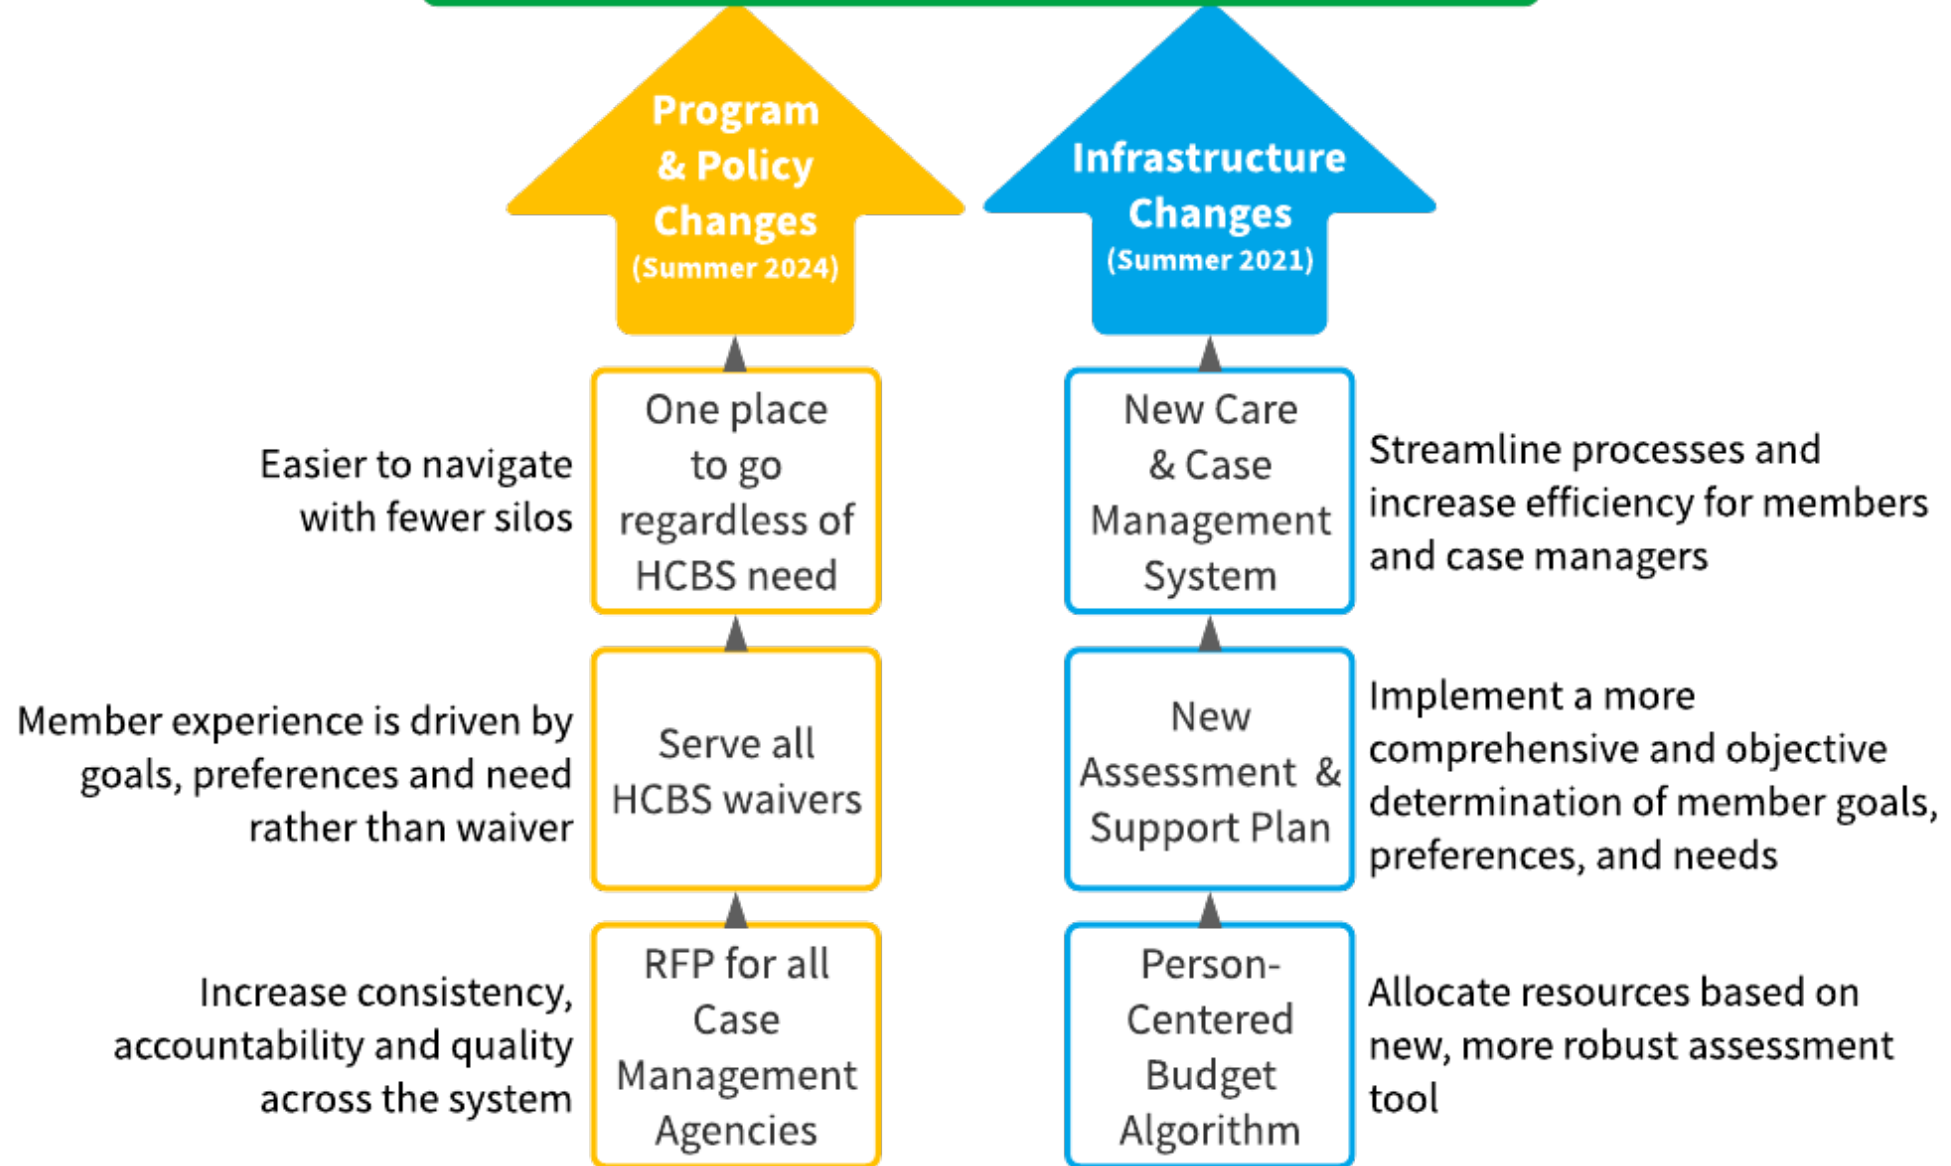 Program
& Policy
Changes
(Summer 2024)
Infrastructure
Changes
(Summer 2021)
Easier to navigate
with fewer silos
One place
to go
regardless of
HCBS need
New Care
& Case
Management
System
Streamline processes and
increase efficiency for members
and case managers
Member experience is driven by
goals, preferences and need
rather than waiver
Serve all
HCBS waivers
New
Assessment &
Support Plan
Implement a more
comprehensive and objective
determination of member goals,
preferences, and needs
Increase consistency,
accountability and quality
across the system
RFP for all
Case
Management
Agencies
Person-
Centered
Budget
Algorithm
Allocate resources based on
new, more robust assessment
tool